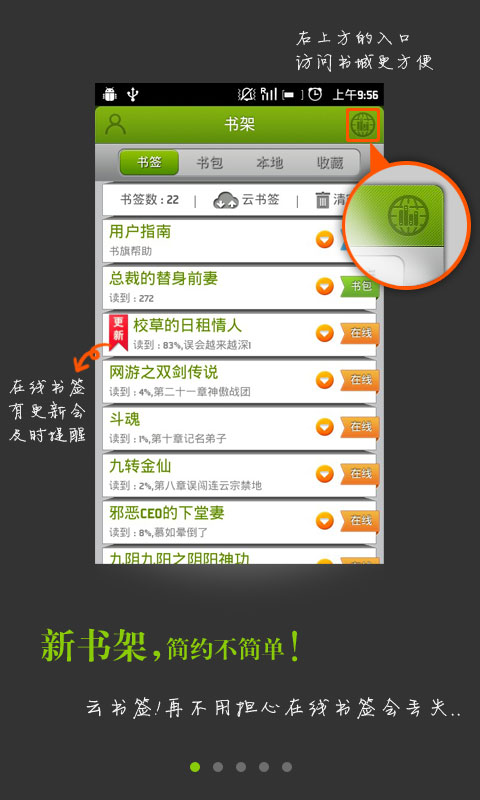 右上方的入口
访问书城更方便
上午9:56
书架
书签
书包
本地
收藏
书签数：22 | 云书签 | 清
用户指南
书旗帮助
总裁的替身前妻
读到：272
书包
更新
校草的日租情人
读到：83%,误会越来越深1
在线
网游之双剑传说
读到：4%,第二十一章神傲战团
在线
在线书签
有更新会
及时提醒
斗魂
读到：1%,第十章记名弟子
在线
九转金仙
读到：2%,第八章误闯连云宗禁地
在线
邪恶CEO的下堂妻
读到：8%,慕如晕倒了
在线
九阴九阳之阴阳神功
新书架，简约不简单！
云书签!再不用担心在线书签会丢失..